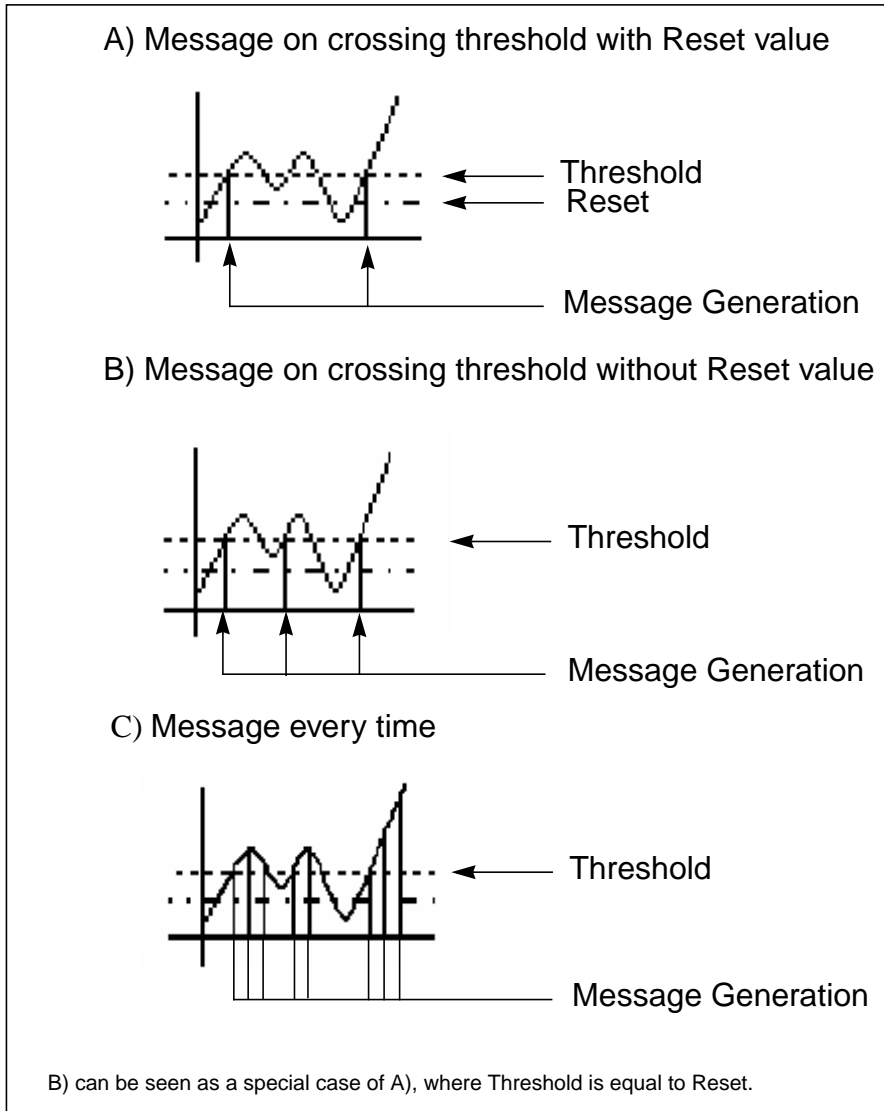 A) Message on crossing threshold with Reset value
Threshold
Reset
Message Generation
B) Message on crossing threshold without Reset value
Threshold
Message Generation
C) Message every time
Threshold
Message Generation
B) can be seen as a special case of A), where Threshold is equal to Reset.